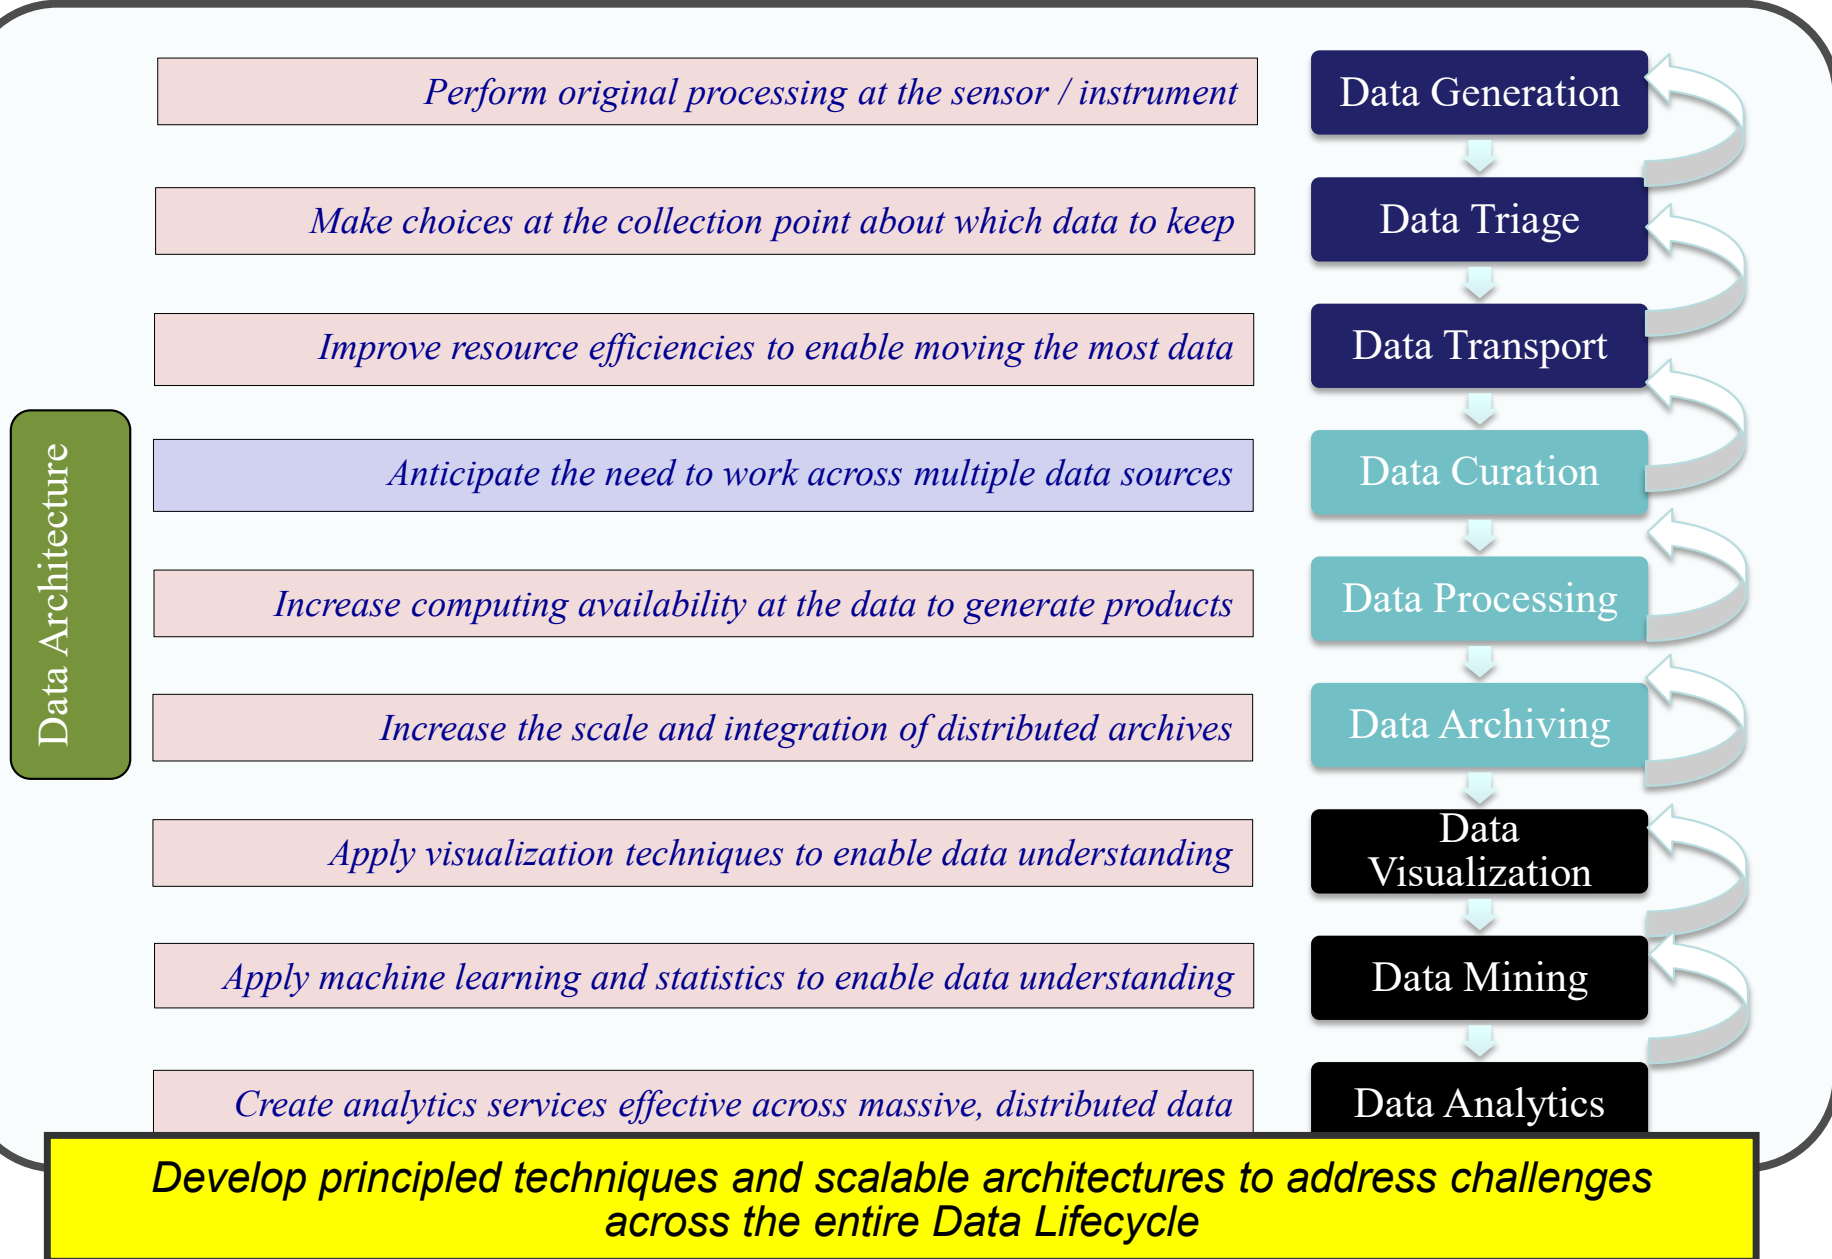 Perform original processing at the sensor / instrument
Data Generation
Make choices at the collection point about which data to keep
Data Triage
Improve resource efficiencies to enable moving the most data
Data Transport
Data Architecture
Anticipate the need to work across multiple data sources
Data Curation
Increase computing availability at the data to generate products
Data Processing
Increase the scale and integration of distributed archives
Data Archiving
Apply visualization techniques to enable data understanding
Data
Visualization
Apply machine learning and statistics to enable data understanding
Data Mining
Create analytics services effective across massive, distributed data
Data Analytics
Develop principled techniques and scalable architectures to address challenges
across the entire Data Lifecycle